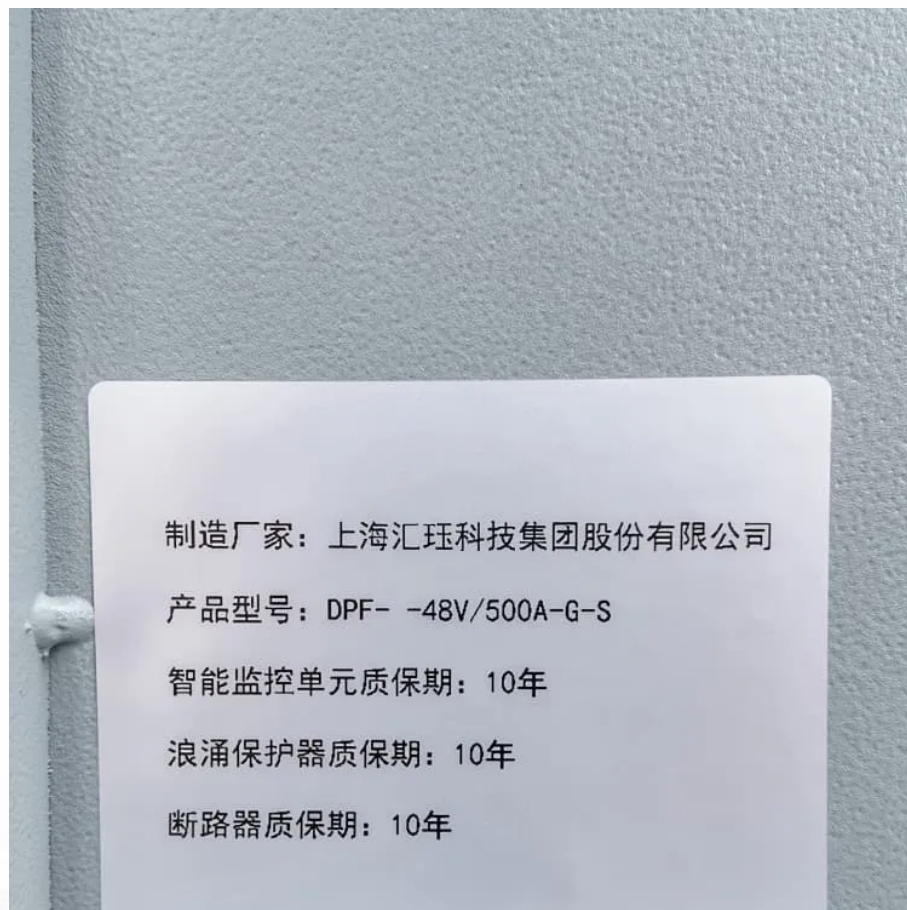 制造厂家：上海汇珏科技集团股份有限公司
产品型号：DPF- -48V/500A-G-S
智能监控单元质保期：10年
浪涌保护器质保期：10年
断路器质保期：10年